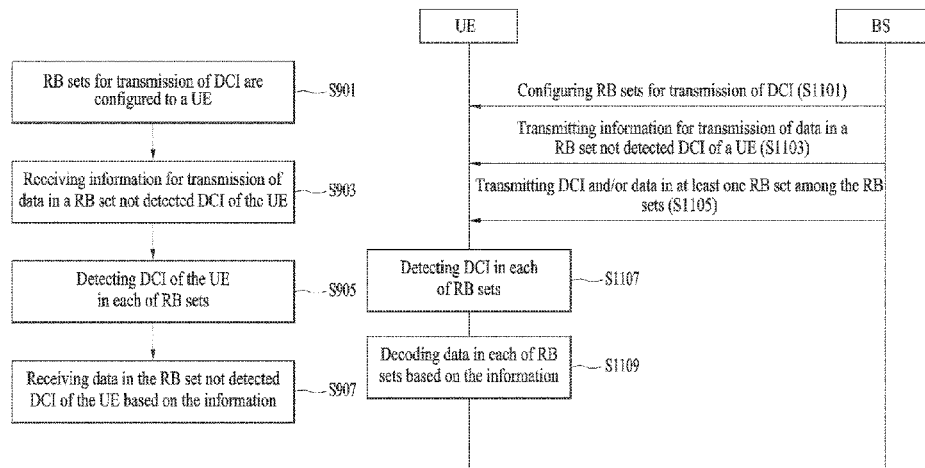 RB sets for transmission of DCI are
configured to a UE
S901
Receiving information for transmission of
data in a RB set not detected DCI of the UE
S903
Detecting DCI of the UE
in each of RB sets
S905
Receiving data in the RB set not detected
DCI of the UE based on the information
S907
UE
BS
Configuring RB sets for transmission of DCI (S1101)
Transmitting information for transmission of data in a
RB set not detected DCI of a UE (S1103)
Transmitting DCI and/or data in at least one RB set among the RB
sets (S1105)
Detecting DCI in each
of RB sets
S1107
Decoding data in each of RB
sets based on the information
S1109